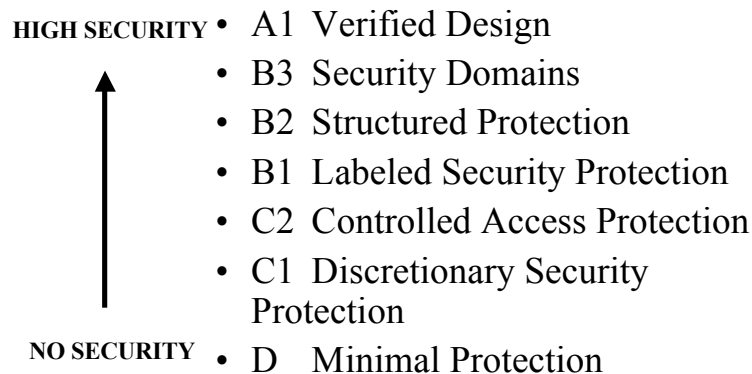 HIGH SECURITY • A1 Verified Design
• B3 Security Domains
• B2 Structured Protection
• B1 Labeled Security Protection
• C2 Controlled Access Protection
• C1 Discretionary Security
Protection
NO SECURITY • D Minimal Protection